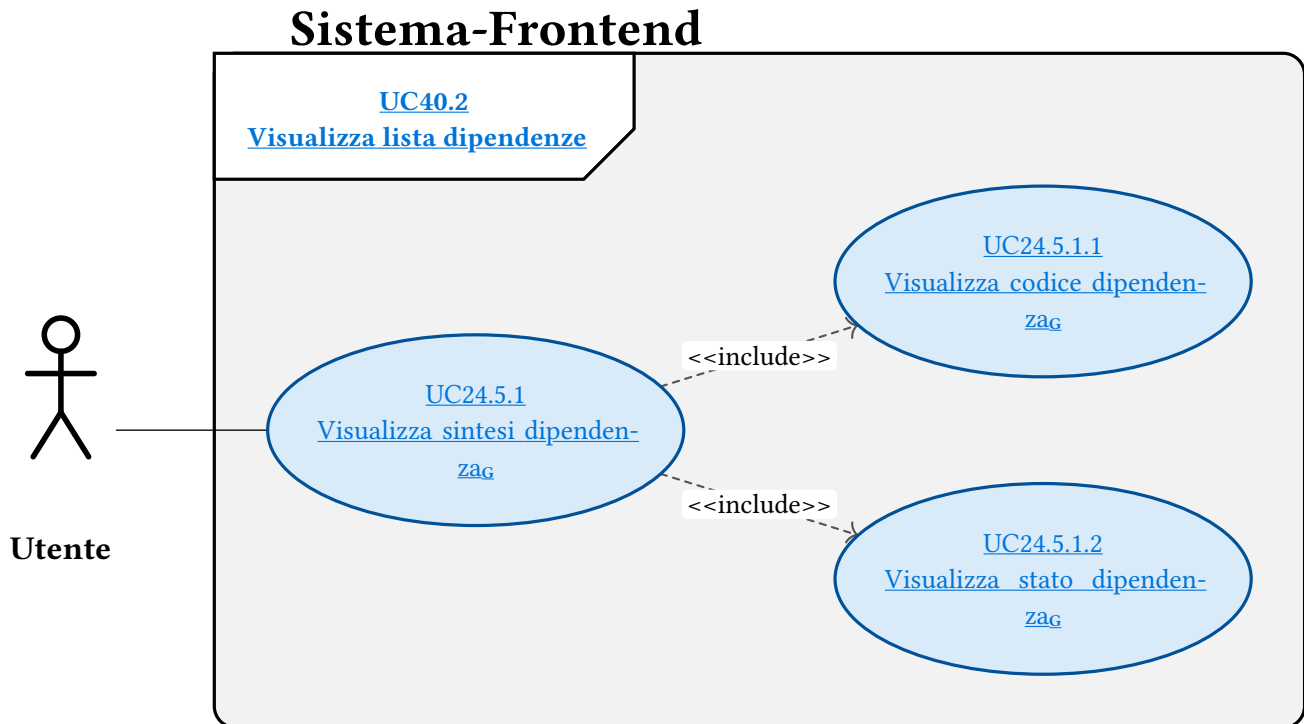 Sistema-Frontend
UC40.2
Visualizza lista dipendenze
UC24.5.1.1
Visualizza codice dipenden-
zaG
<<include>>
UC24.5.1
Visualizza sintesi dipenden-
zaG
<<include>>
UC24.5.1.2
Visualizza stato dipenden-
zaG
Utente